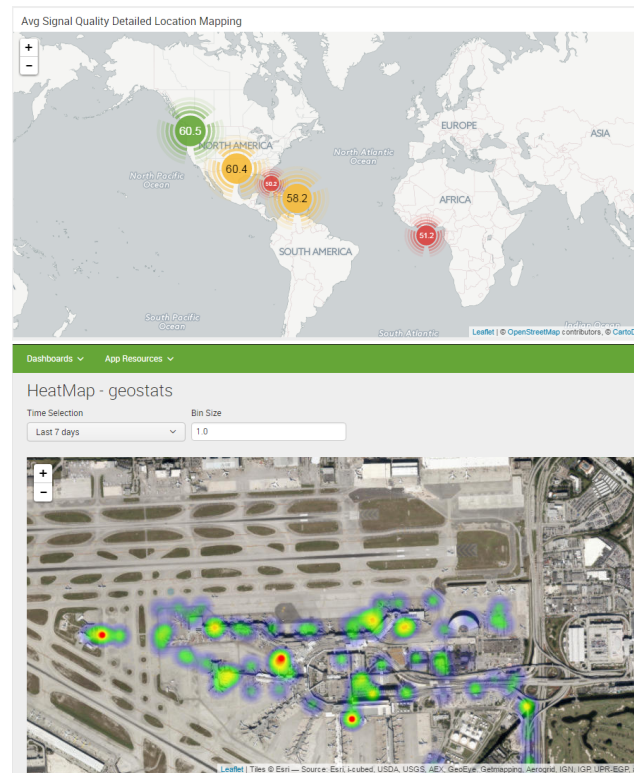 Avg Signal Quality Detailed Location Mapping
+
−
60.5
NORTH AMERICA
60.4
58.2
58.2
North Pacific
Ocean
North Atlantic
Ocean
EUROPE
ASIA
AFRICA
51.2
SOUTH AMERICA
South Pacific
Ocean
South Atlantic
Indian Ocean
Leaflet | © OpenStreetMap contributors, © CartoD
Dashboards
App Resources
HeatMap - geostats
Time Selection
Bin Size
Last 7 days
1.0
+
−
Leaflet | Tiles © Esri — Source: Esri, i-cubed, USDA, USGS, AEX, GeoEye, Getmapping, Aerogrid, IGN, IGP, UPR-EGP,